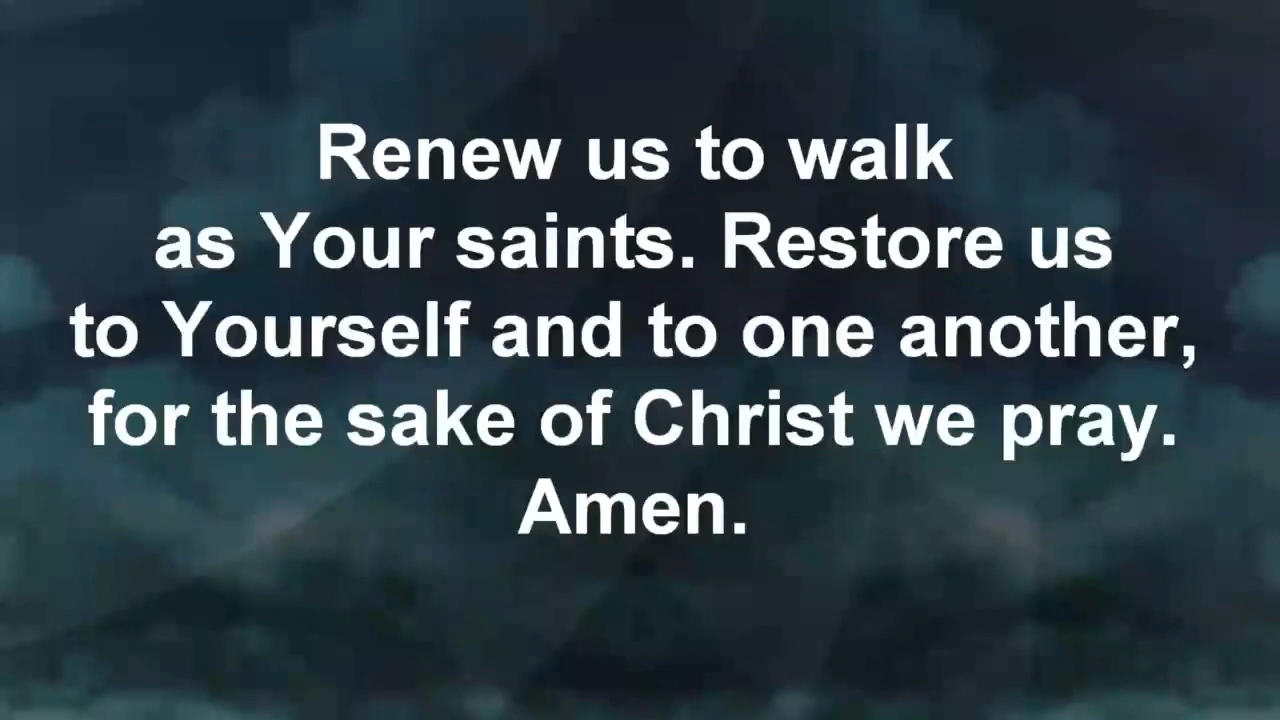 Renew us to walk
as Your saints. Restore us
to Yourself and to one another,
for the sake of Christ we pray.
Amen.